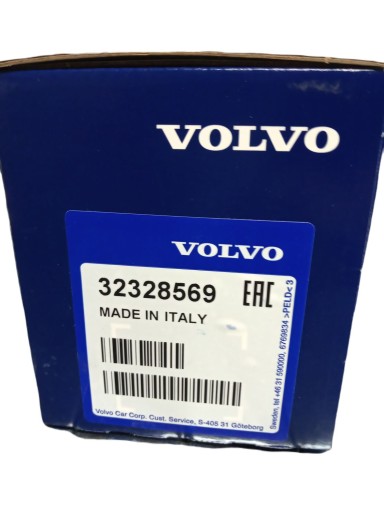 VOLVO
VOLVO
32328569 EAC
MADE IN ITALY
Volvo Car Corp. Cust. Service, S-405 31 Göteborg
Sweden, tel +46 31 590000, 6769834 >PELD< 3